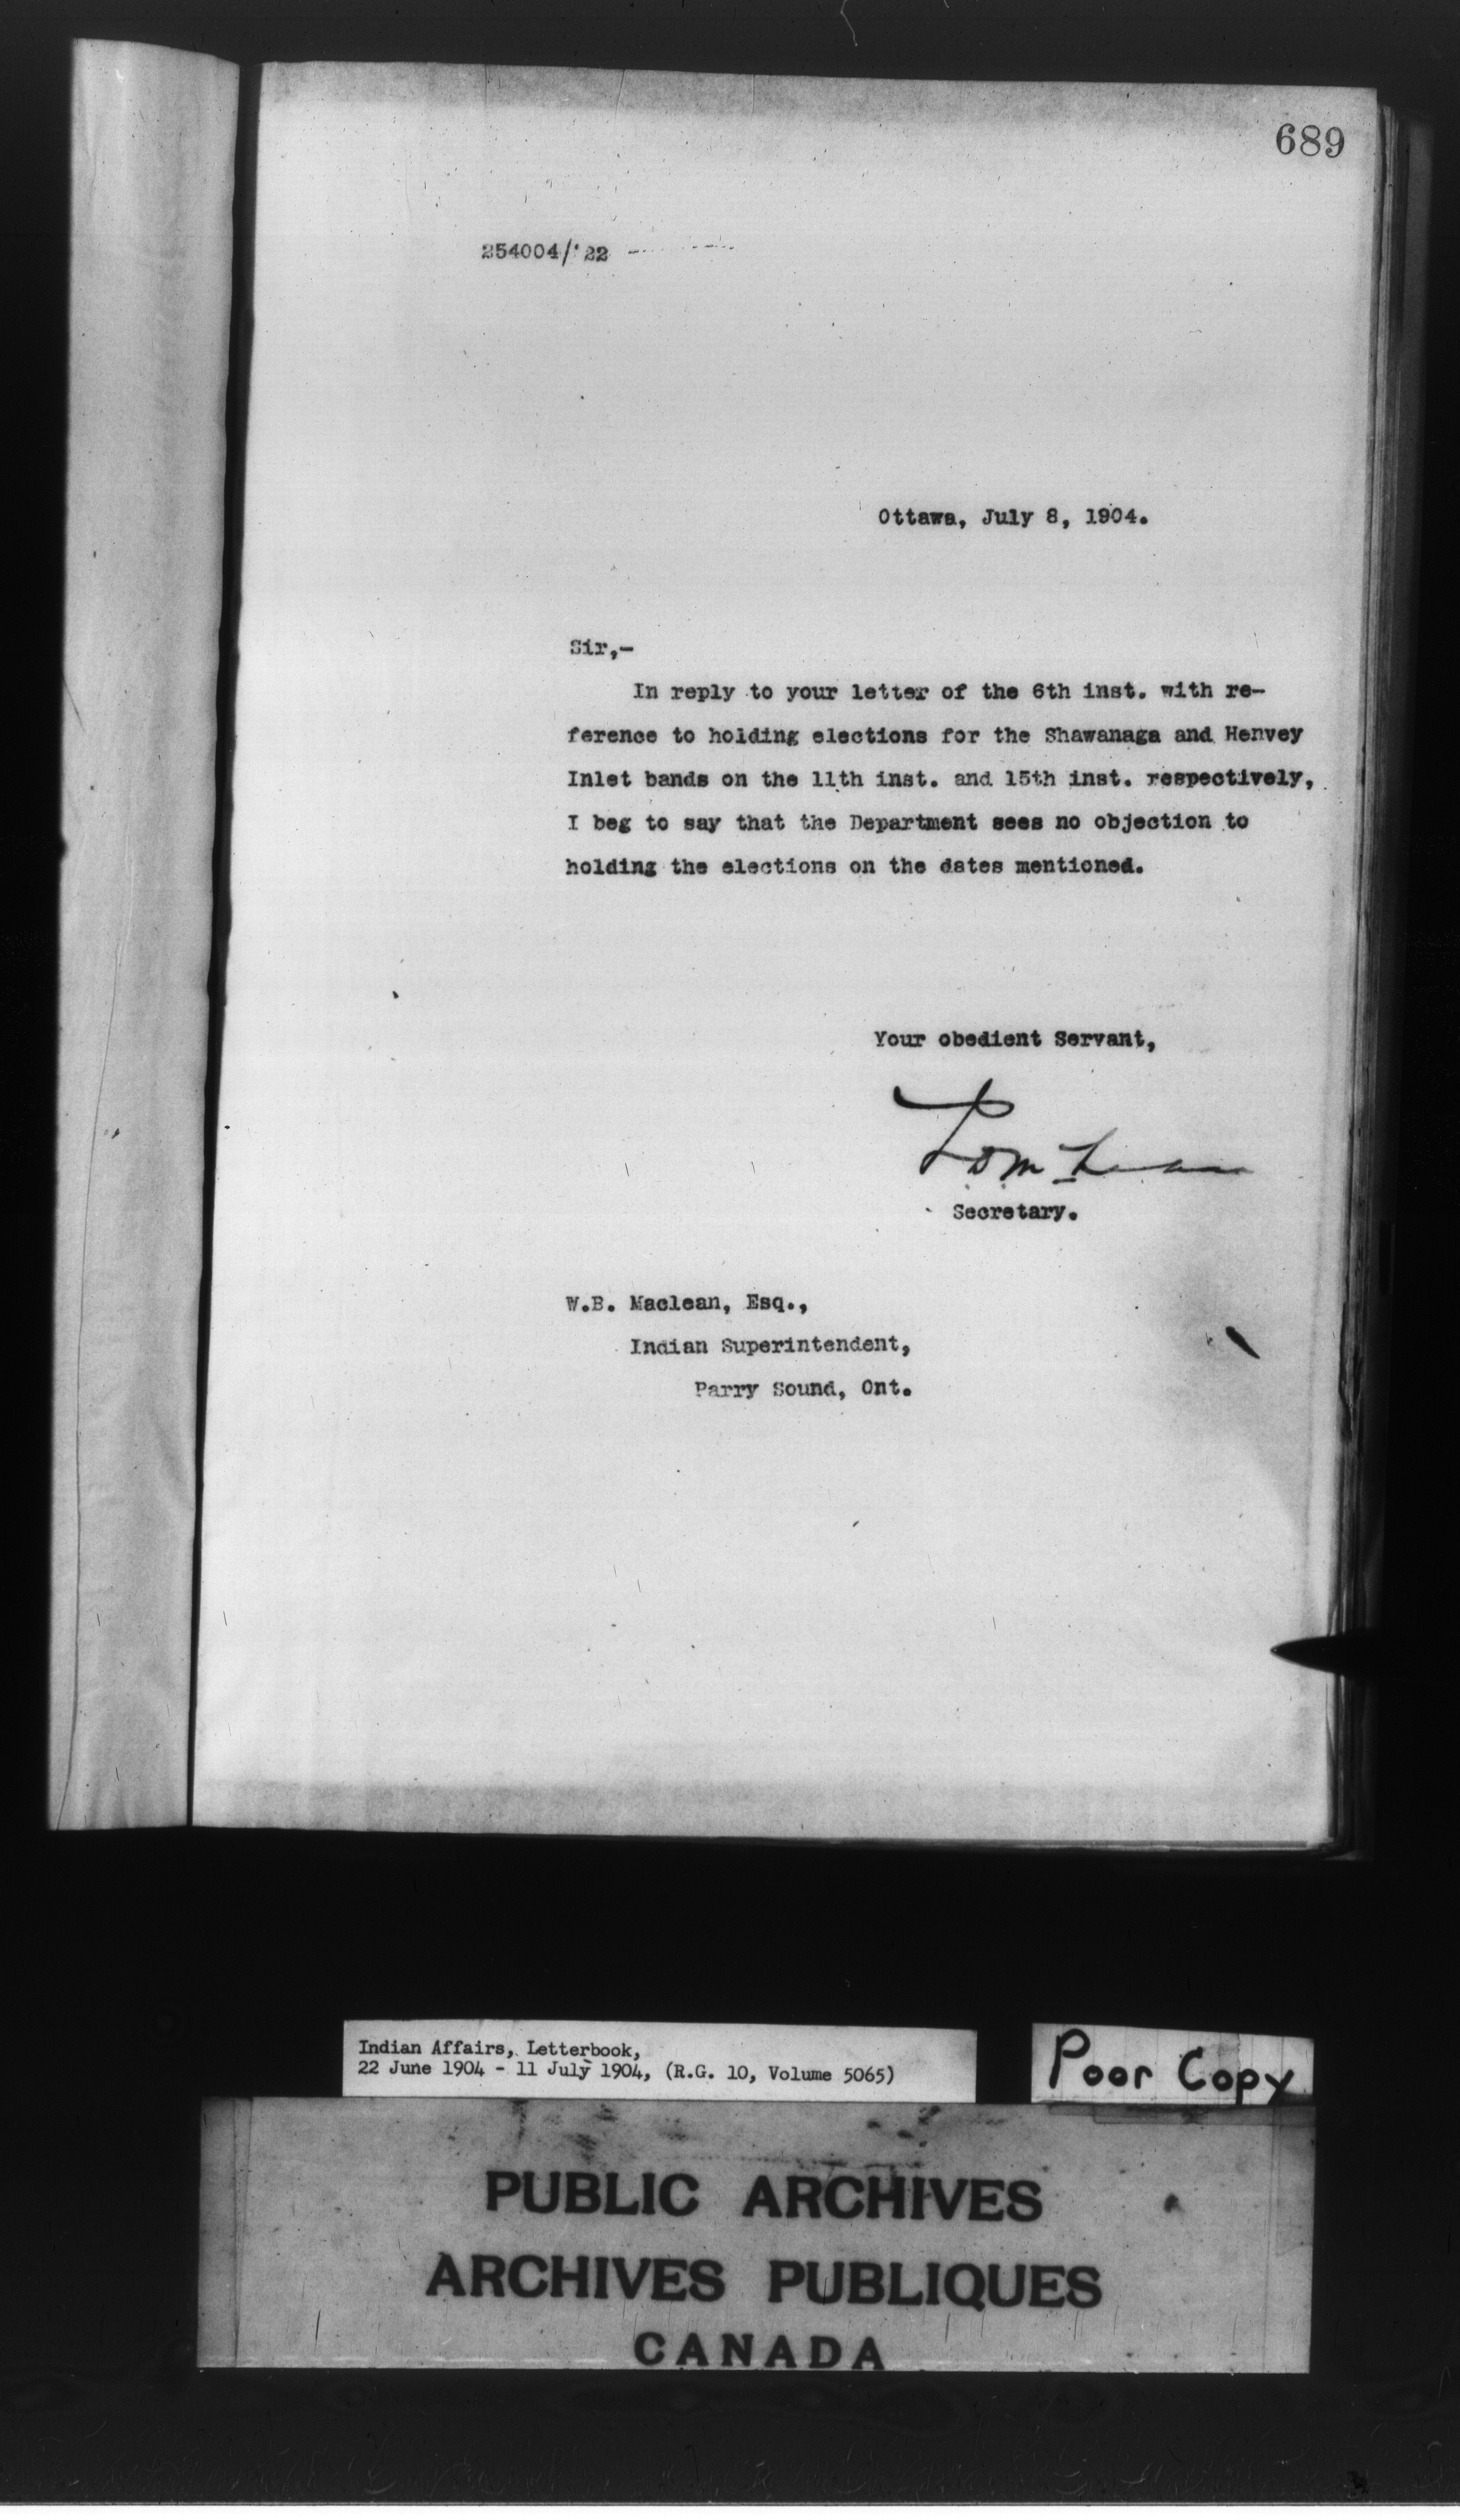 689
254004/'22
Ottawa, July 8, 1904.
Sir,-
In reply to your letter of the 6th inst. with re-
ference to holding elections for the Shawanaga and Henvey
Inlet bands on the 11th inst. and 15th inst. respectively,
I beg to say that the Department sees no objection to
holding the elections on the dates mentioned.
Your obedient Servant,
Secretary.
W.B. Maclean, Esq.,
Indian Superintendent,
Parry Sound, Ont.
Indian Affairs, Letterbook,
22 June 1904 - 11 July 1904, (R.G. 10, Volume 5065)
Poor Copy
PUBLIC ARCHIVES
ARCHIVES PUBLIQUES
CANADA